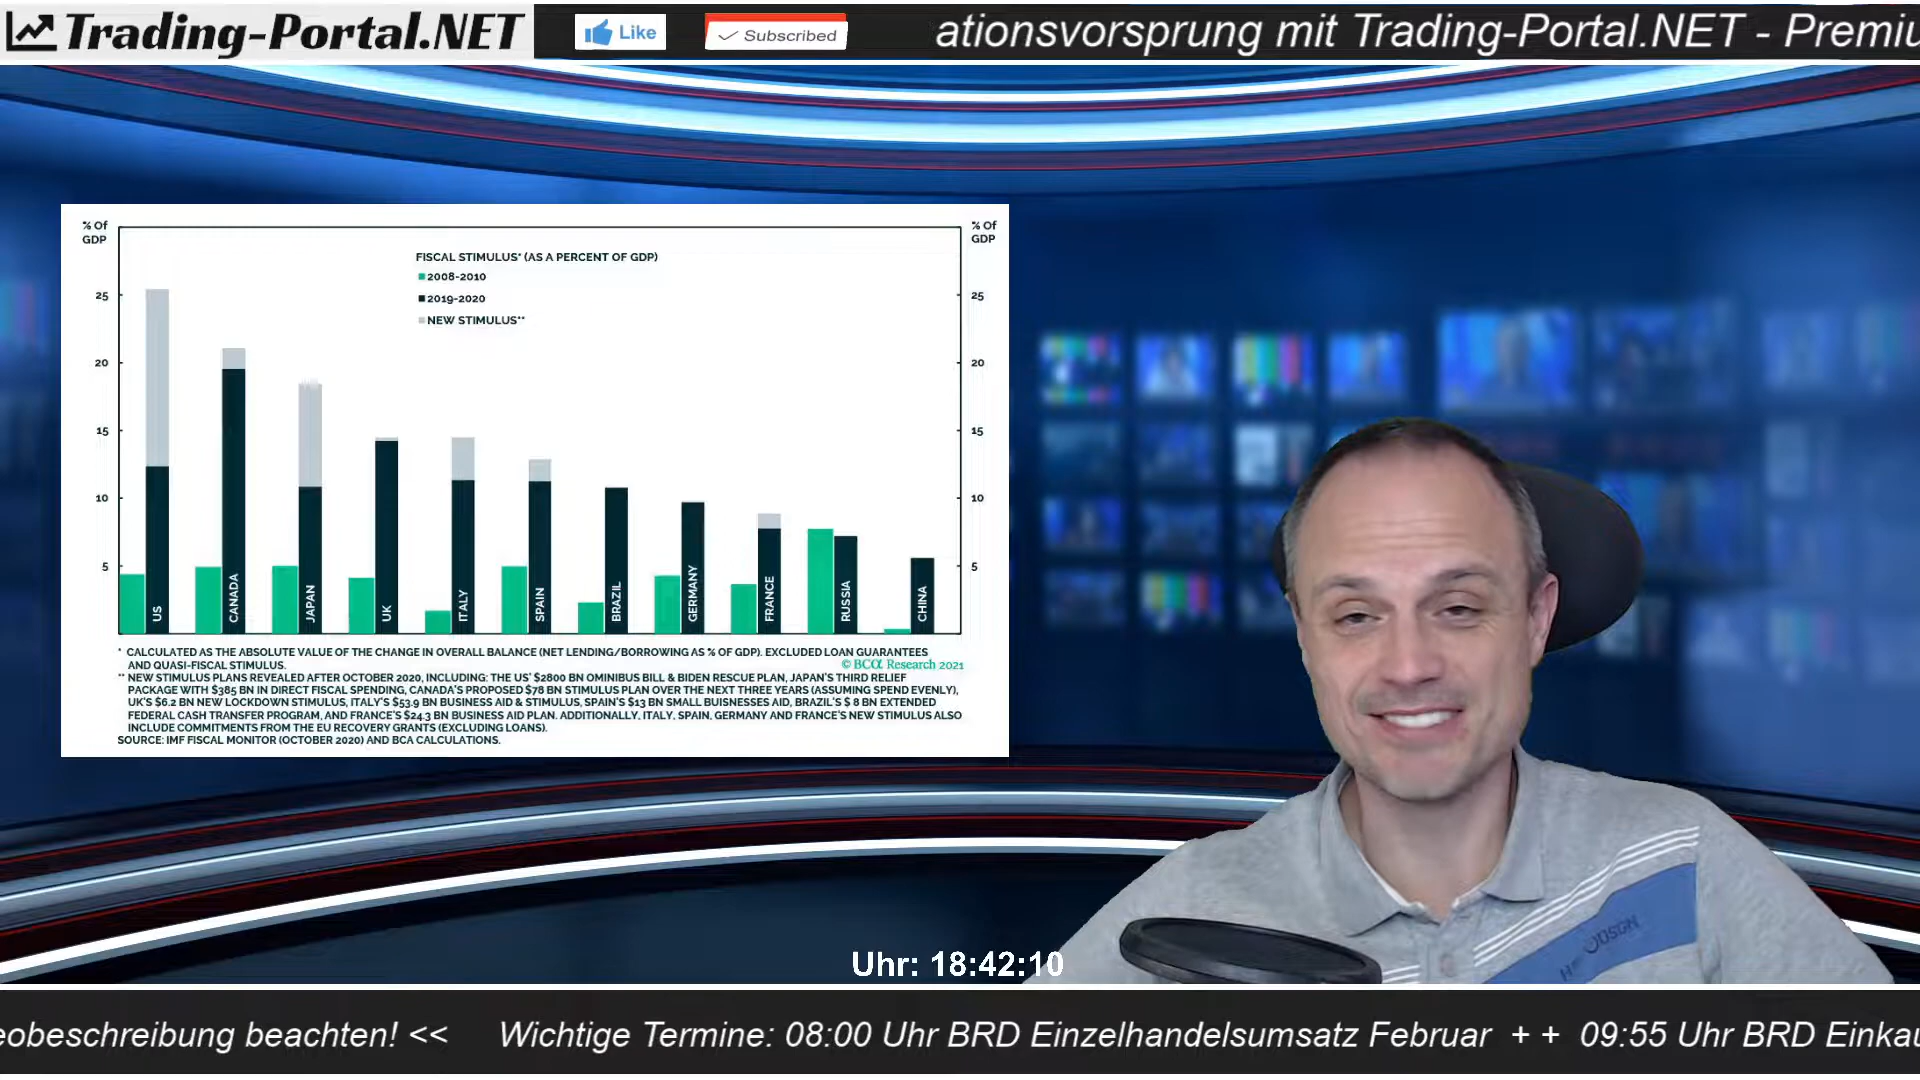 Trading-Portal.NET
Like
Subscribed
ationsvorsprung mit Trading-Portal.NET - Premiu
% Of
GDP
% Of
GDP
FISCAL STIMULUS* (AS A PERCENT OF GDP)
2008-2010
2019-2020
NEW STIMULUS**
25
25
20
20
15
15
10
10
5
5
US
CANADA
JAPAN
UK
ITALY
SPAIN
BRAZIL
GERMANY
FRANCE
RUSSIA
CHINA
* CALCULATED AS THE ABSOLUTE VALUE OF THE CHANGE IN OVERALL BALANCE (NET LENDING/BORROWING AS % OF GDP). EXCLUDED LOAN GUARANTEES
AND QUASI-FISCAL STIMULUS.
© BCα Research 2021
** NEW STIMULUS PLANS REVEALED AFTER OCTOBER 2020, INCLUDING: THE US' $2800 BN OMINIBUS BILL & BIDEN RESCUE PLAN, JAPAN'S THIRD RELIEF
PACKAGE WITH $385 BN IN DIRECT FISCAL SPENDING, CANADA'S PROPOSED $78 BN STIMULUS PLAN OVER THE NEXT THREE YEARS (ASSUMING SPEND EVENLY),
UK'S $6.2 BN NEW LOCKDOWN STIMULUS, ITALY'S $53.9 BN BUSINESS AID & STIMULUS, SPAIN'S $13 BN SMALL BUISNESSES AID, BRAZIL'S $ 8 BN EXTENDED
FEDERAL CASH TRANSFER PROGRAM, AND FRANCE'S $24.3 BN BUSINESS AID PLAN. ADDITIONALLY, ITALY, SPAIN, GERMANY AND FRANCE'S NEW STIMULUS ALSO
INCLUDE COMMITMENTS FROM THE EU RECOVERY GRANTS (EXCLUDING LOANS).
SOURCE: IMF FISCAL MONITOR (OCTOBER 2020) AND BCA CALCULATIONS.
Uhr: 18:42:10
eobeschreibung beachten! << Wichtige Termine: 08:00 Uhr BRD Einzelhandelsumsatz Februar + + 09:55 Uhr BRD Einkau